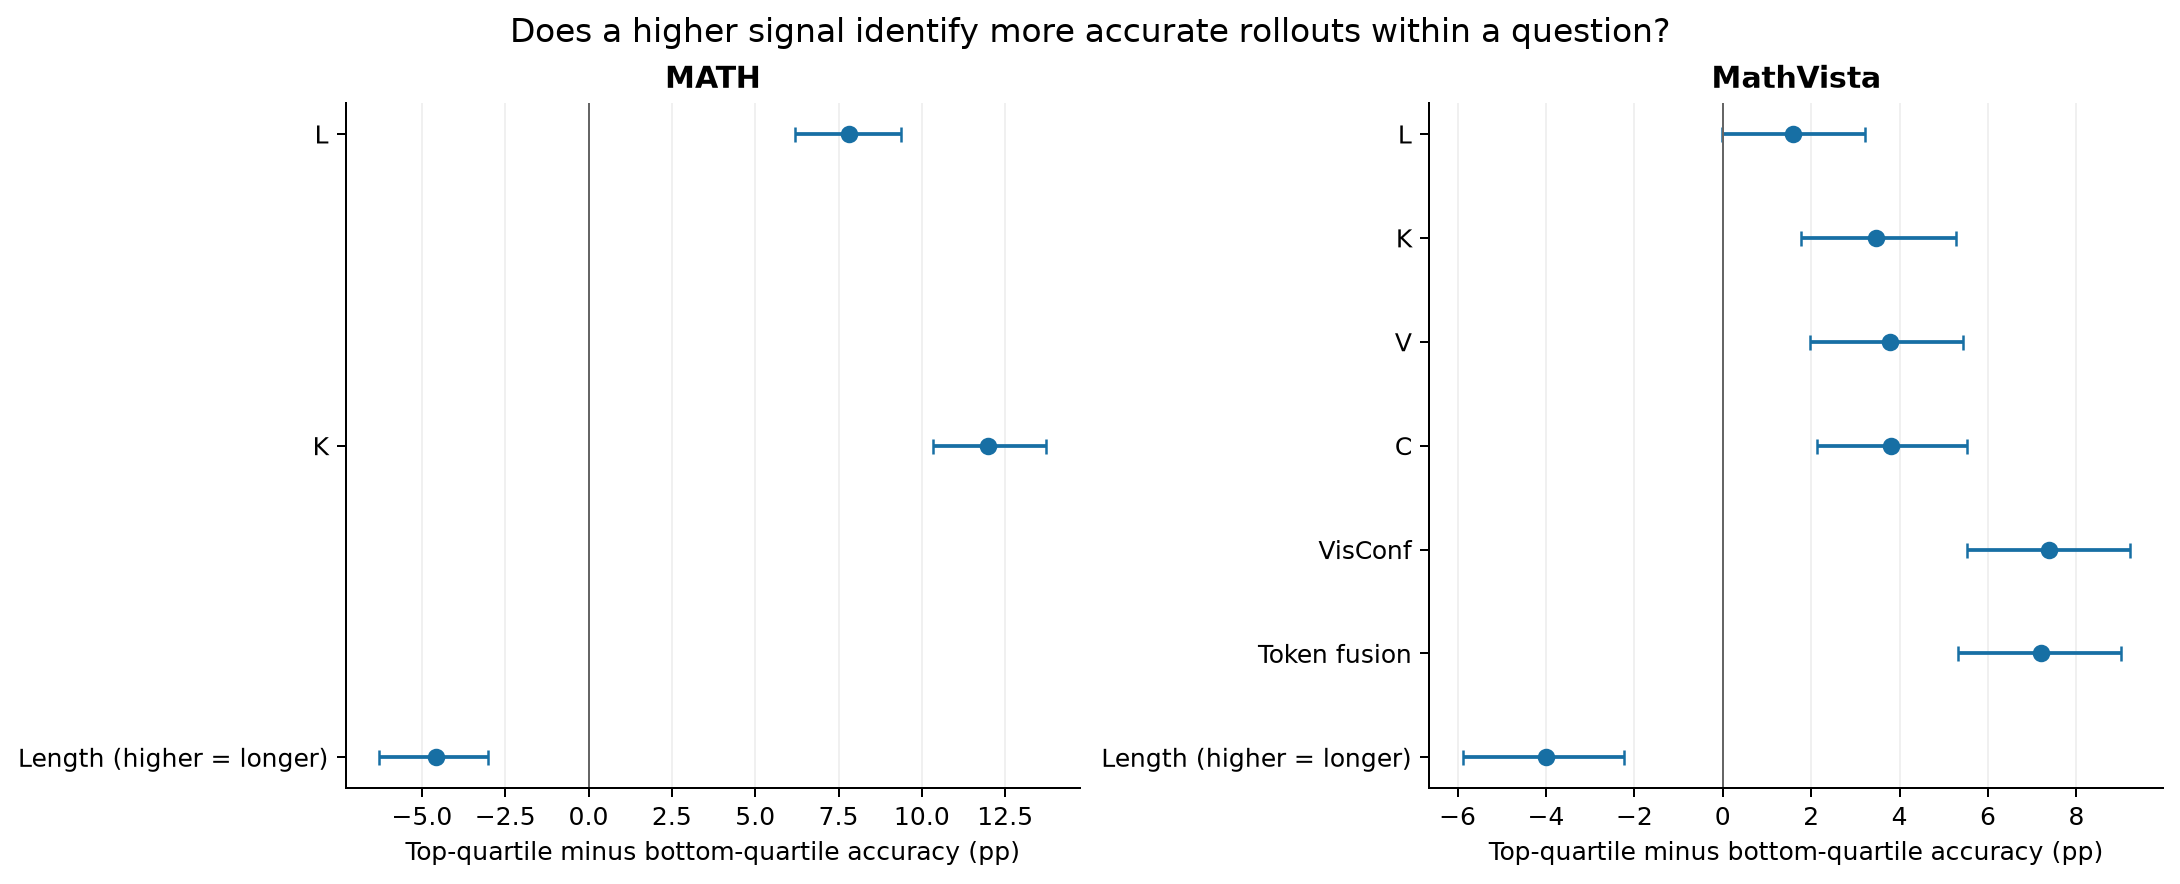 Does a higher signal identify more accurate rollouts within a question?
MATH
L
K
Length (higher = longer)
−5.0 −2.5 0.0 2.5 5.0 7.5 10.0 12.5
Top-quartile minus bottom-quartile accuracy (pp)
MathVista
L
K
V
C
VisConf
Token fusion
Length (higher = longer)
−6 −4 −2 0 2 4 6 8
Top-quartile minus bottom-quartile accuracy (pp)